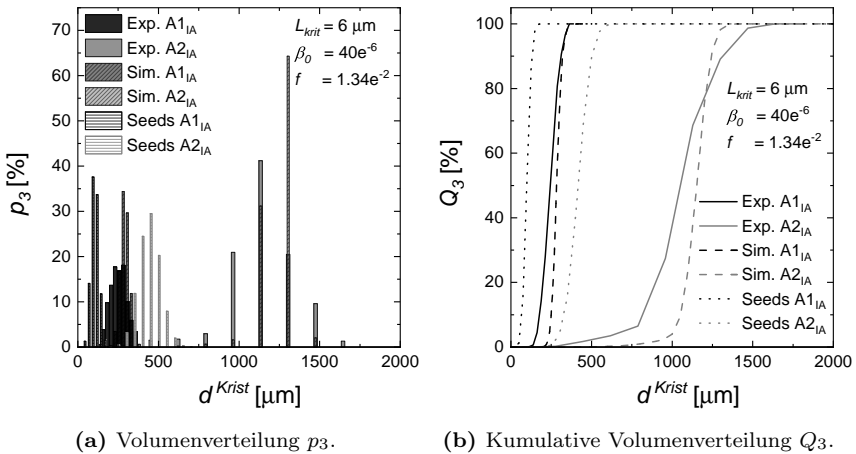 Exp. A1IA
Exp. A2IA
Sim. A1IA
Sim. A2IA
Seeds A1IA
Seeds A2IA
Lkrit = 6 μm
β0 = 40e-6
f = 1.34e-2
p3 [%]
70
60
50
40
30
20
10
0
0 500 1000 1500 2000
dKrist [μm]
(a) Volumenverteilung p3.
Q3 [%]
100
80
60
40
20
0
Lkrit = 6 μm
β0 = 40e-6
f = 1.34e-2
Exp. A1IA
Exp. A2IA
Sim. A1IA
Sim. A2IA
Seeds A1IA
Seeds A2IA
0 500 1000 1500 2000
dKrist [μm]
(b) Kumulative Volumenverteilung Q3.